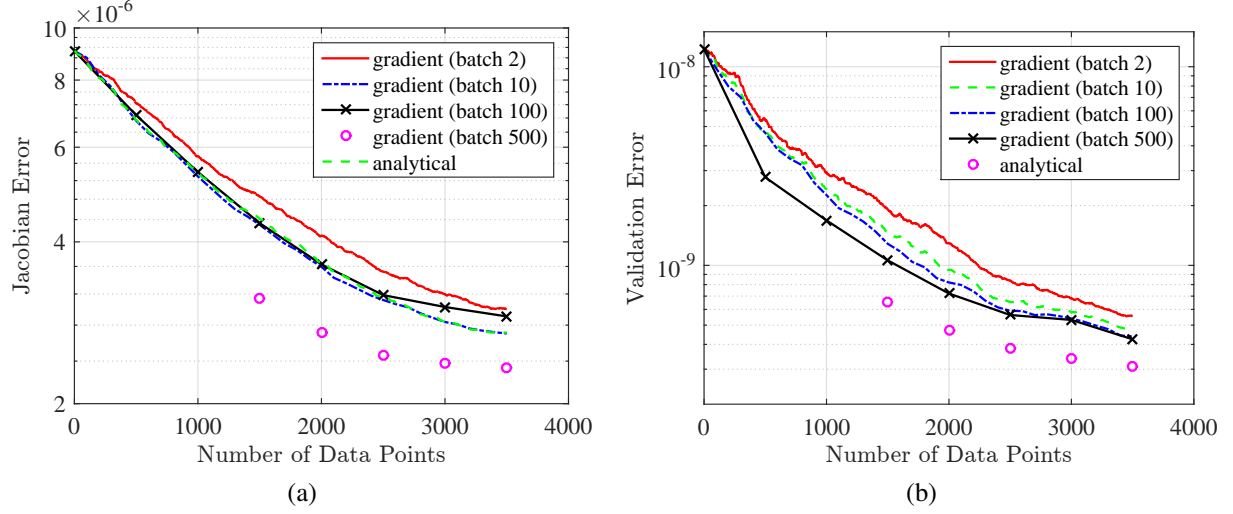 ×10⁻⁶
10
8
6
4
2
Jacobian Error
0
1000
2000
3000
4000
Number of Data Points
gradient (batch 2)
gradient (batch 10)
gradient (batch 100)
gradient (batch 500)
analytical
(a)
10⁻⁸
10⁻⁹
Validation Error
0
1000
2000
3000
4000
Number of Data Points
gradient (batch 2)
gradient (batch 10)
gradient (batch 100)
gradient (batch 500)
analytical
(b)